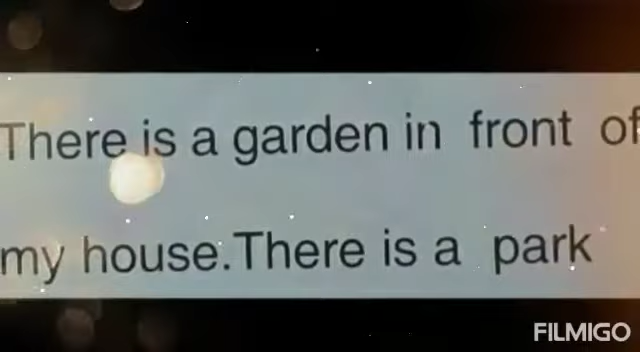 There is a garden in front of
my house.There is a park
FILMIGO